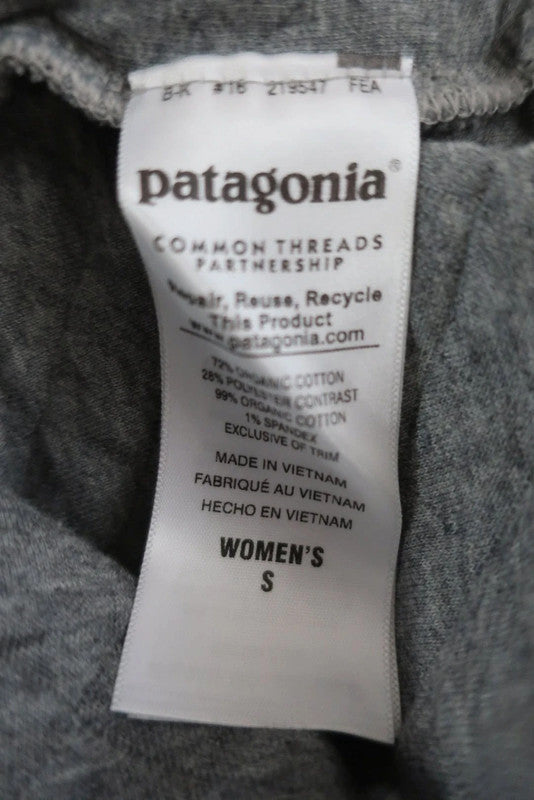 B-K #16 219547 FEA
patagonia®
COMMON THREADS
PARTNERSHIP
Repair, Reuse, Recycle
This Product
www.patagonia.com
72% ORGANIC COTTON
28% POLYESTER CONTRAST
99% ORGANIC COTTON
1% SPANDEX
EXCLUSIVE OF TRIM
MADE IN VIETNAM
FABRIQUÉ AU VIETNAM
HECHO EN VIETNAM
WOMEN'S
S